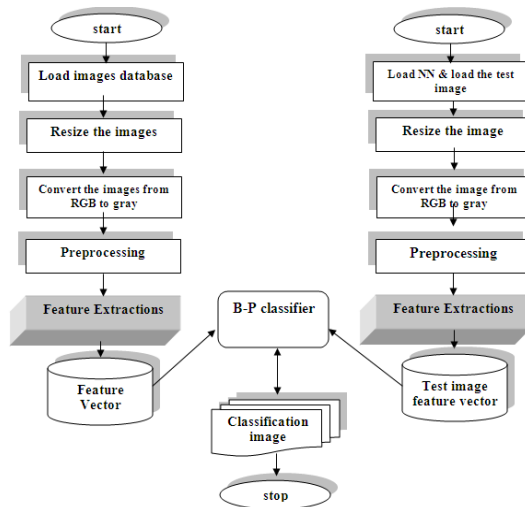 start
Load images database
Resize the images
Convert the images from
RGB to gray
Preprocessing
Feature Extractions
Feature
Vector
start
Load NN & load the test
image
Resize the image
Convert the image from
RGB to gray
Preprocessing
Feature Extractions
Test image
feature vector
B-P classifier
Classification
image
stop